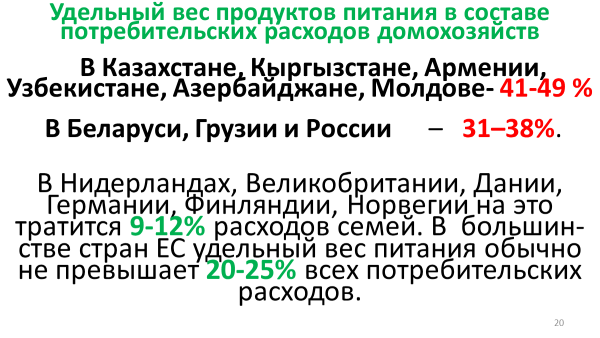 Удельный вес продуктов питания в составе
потребительских расходов домохозяйств
В Казахстане, Кыргызстане, Армении,
Узбекистане, Азербайджане, Молдове- 41-49 %
В Беларуси, Грузии и России – 31–38%.
В Нидерландах, Великобритании, Дании,
Германии, Финляндии, Норвегии на это
тратится 9-12% расходов семей. В большин-
стве стран ЕС удельный вес питания обычно
не превышает 20-25% всех потребительских
расходов.
20